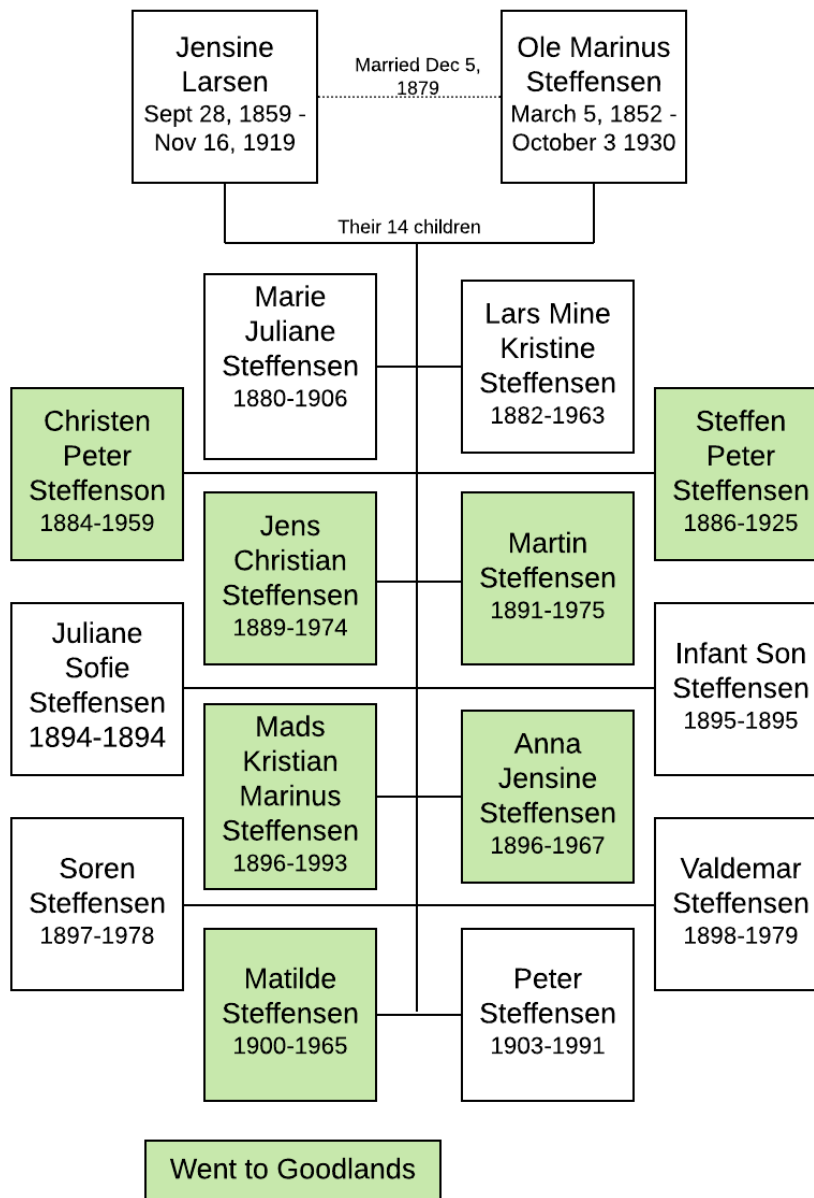 Jensine
Larsen
Sept 28, 1859 -
Nov 16, 1919
Married Dec 5,
1879
Ole Marinus
Steffensen
March 5, 1852 -
October 3 1930
Their 14 children
Marie
Juliane
Steffensen
1880-1906
Lars Mine
Kristine
Steffensen
1882-1963
Christen
Peter
Steffenson
1884-1959
Steffen
Peter
Steffensen
1886-1925
Jens
Christian
Steffensen
1889-1974
Martin
Steffensen
1891-1975
Juliane
Sofie
Steffensen
1894-1894
Infant Son
Steffensen
1895-1895
Mads
Kristian
Marinus
Steffensen
1896-1993
Anna
Jensine
Steffensen
1896-1967
Soren
Steffensen
1897-1978
Valdemar
Steffensen
1898-1979
Matilde
Steffensen
1900-1965
Peter
Steffensen
1903-1991
Went to Goodlands